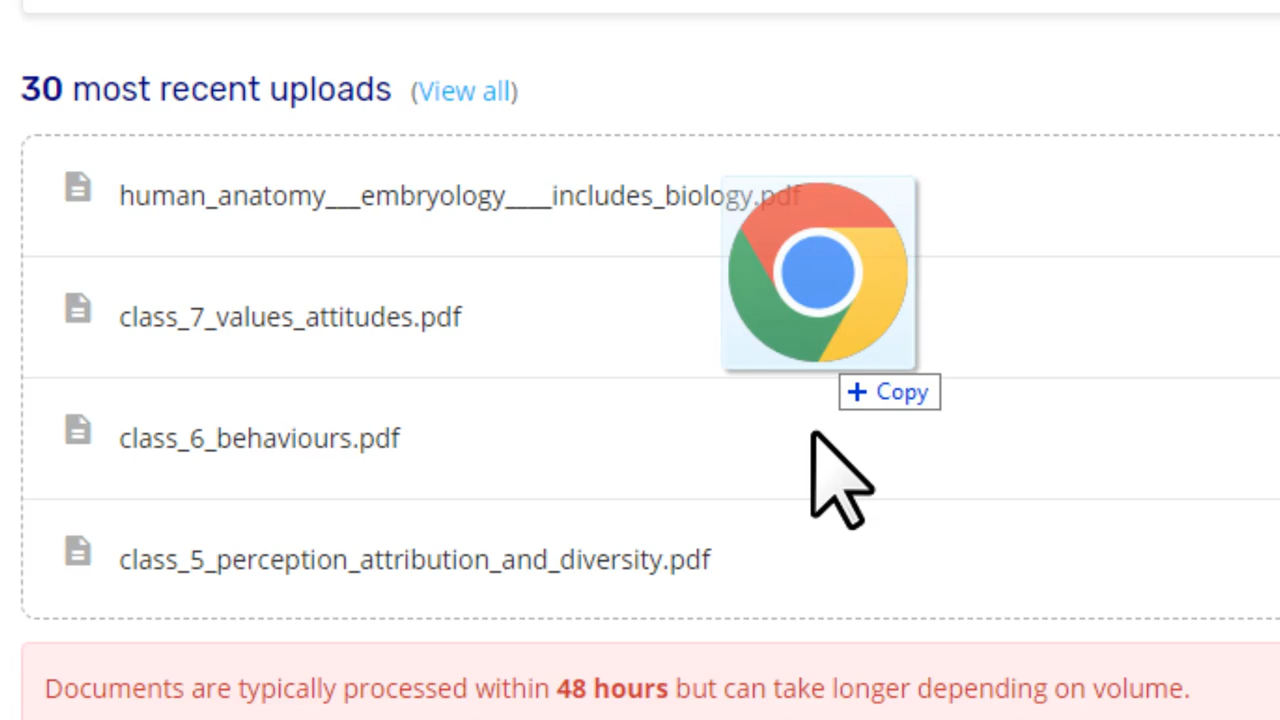 30 most recent uploads (View all)
human_anatomy___embryology____includes_biology.pdf
class_7_values_attitudes.pdf
+ Copy
class_6_behaviours.pdf
class_5_perception_attribution_and_diversity.pdf
Documents are typically processed within 48 hours but can take longer depending on volume.